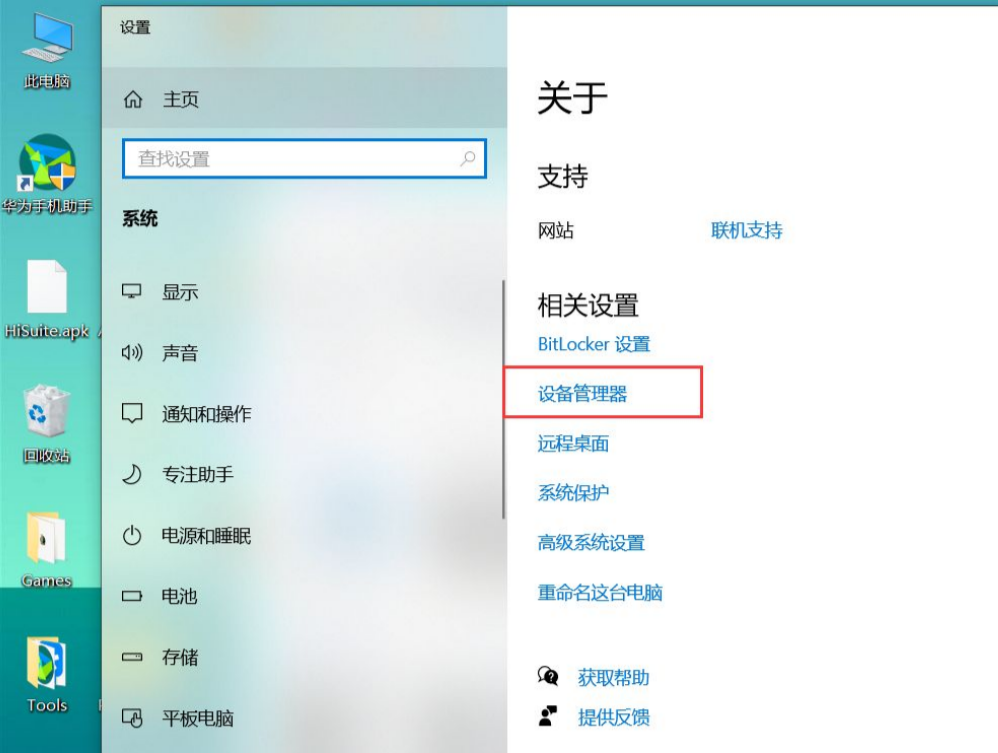 此电脑
华为手机助手
HiSuite.apk
回收站
Games
Tools
设置
主页
查找设置
系统
显示
声音
通知和操作
专注助手
电源和睡眠
电池
存储
平板电脑
关于
支持
网站 联机支持
相关设置
BitLocker 设置
设备管理器
远程桌面
系统保护
高级系统设置
重命名这台电脑
获取帮助
提供反馈